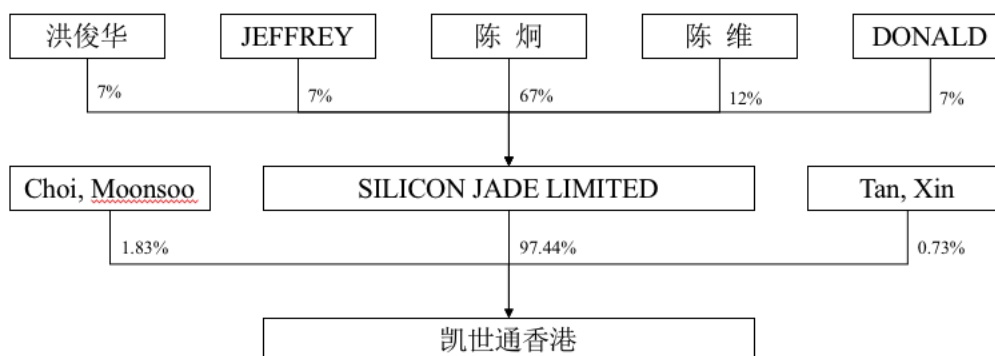 洪俊华 JEFFREY 陈 炯 陈 维 DONALD
7% 7% 67% 12% 7%
Choi, Moonsoo SILICON JADE LIMITED Tan, Xin
1.83% 97.44% 0.73%
凯世通香港